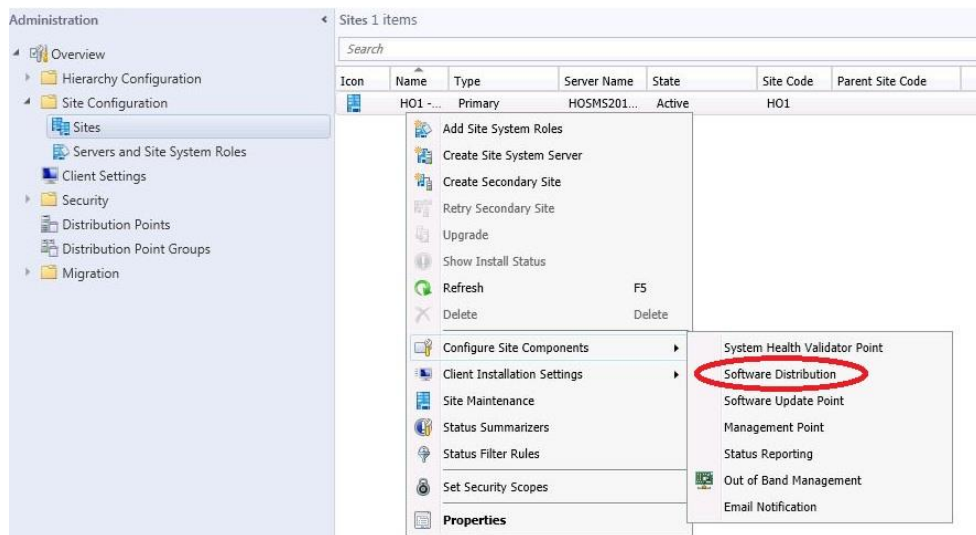 Administration
Overview
Hierarchy Configuration
Site Configuration
Sites
Servers and Site System Roles
Client Settings
Security
Distribution Points
Distribution Point Groups
Migration
Sites 1 items
Search
Icon Name Type Server Name State Site Code Parent Site Code
HO1 -... Primary HOSMS201... Active HO1
Add Site System Roles
Create Site System Server
Create Secondary Site
Retry Secondary Site
Upgrade
Show Install Status
Refresh F5
Delete Delete
Configure Site Components
Client Installation Settings
Site Maintenance
Status Summarizers
Status Filter Rules
Set Security Scopes
Properties
System Health Validator Point
Software Distribution
Software Update Point
Management Point
Status Reporting
Out of Band Management
Email Notification